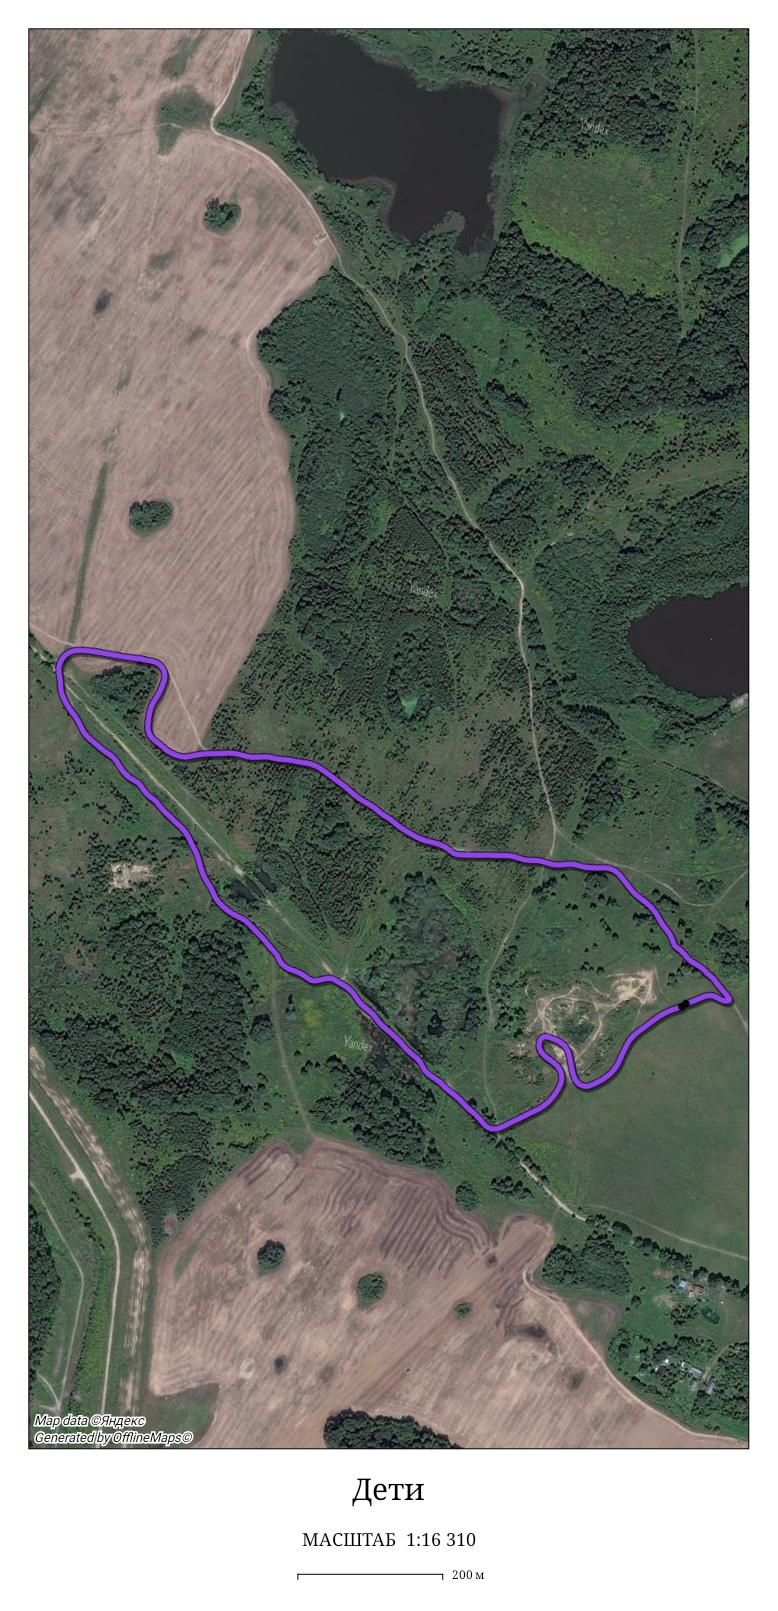 Yandex
Yandex
Yandex
Map data ©Яндекс
Generated by OfflineMaps©
Дети
МАСШТАБ 1:16 310
200 м